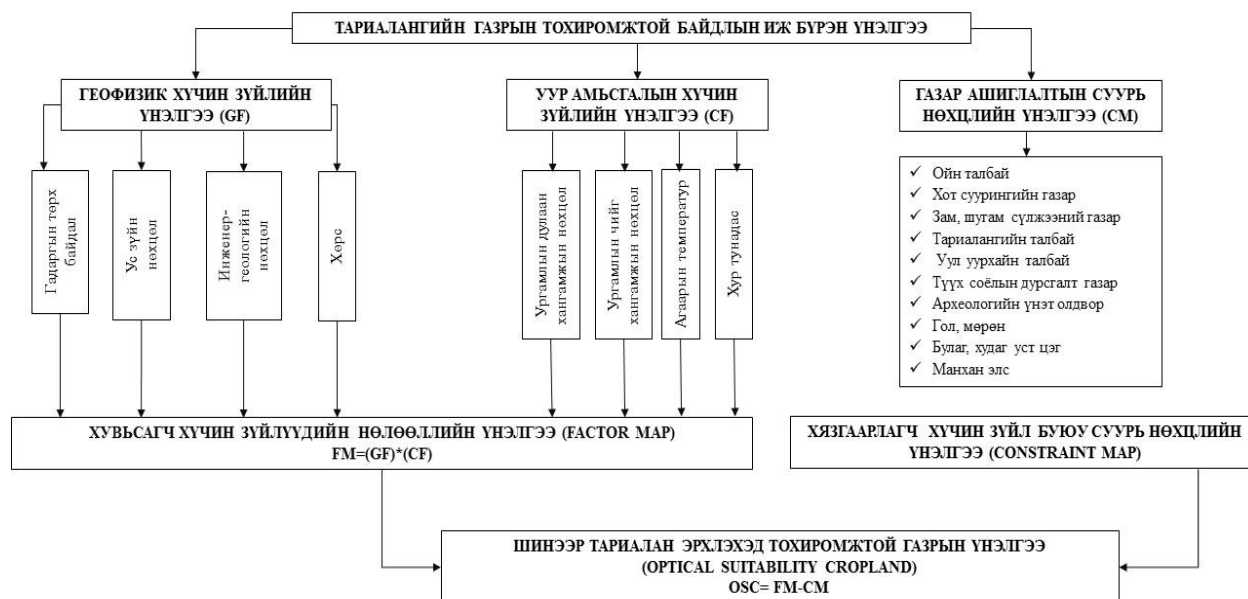 ТАРИАЛАНГИЙН ГАЗРЫН ТОХИРОМЖТОЙ БАЙДЛЫН ИЖ БҮРЭН ҮНЭЛГЭЭ
ГЕОФИЗИК ХҮЧИН ЗҮЙЛИЙН
ҮНЭЛГЭЭ (GF)
УУР АМЬСГАЛЫН ХҮЧИН
ЗҮЙЛИЙН ҮНЭЛГЭЭ (CF)
ГАЗАР АШИГЛАЛТЫН СУУРЬ
НӨХЦЛИЙН ҮНЭЛГЭЭ (CM)
Гадаргын төрх
байдал
Ус зүйн
нөхцөл
Инженер-
геологийн
нөхцөл
Хөрс
Ургамлын дулаан
хангамжын нөхцөл
Ургамлын чийг
хангамжын нөхцөл
Агаарын температур
Хур тунадас
✓ Ойн талбай
✓ Хот суурингийн газар
✓ Зам, шугам сүлжээний газар
✓ Тариалангийн талбай
✓ Уул уурхайн талбай
✓ Түүх соёлын дурсгалт газар
✓ Археологийн үнэт олдвор
✓ Гол, мөрөн
✓ Булаг, худаг уст цэг
✓ Манхан элс
ХУВЬСАГЧ ХҮЧИН ЗҮЙЛҮҮДИЙН НӨЛӨӨЛЛИЙН ҮНЭЛГЭЭ (FACTOR MAP)
FM=(GF)*(CF)
ХЯЗГААРЛАГЧ ХҮЧИН ЗҮЙЛ БУЮУ СУУРЬ НӨХЦЛИЙН
ҮНЭЛГЭЭ (CONSTRAINT MAP)
ШИНЭЭР ТАРИАЛАН ЭРХЛЭХЭД ТОХИРОМЖТОЙ ГАЗРЫН ҮНЭЛГЭЭ
(OPTICAL SUITABILITY CROPLAND)
OSC= FM-CM